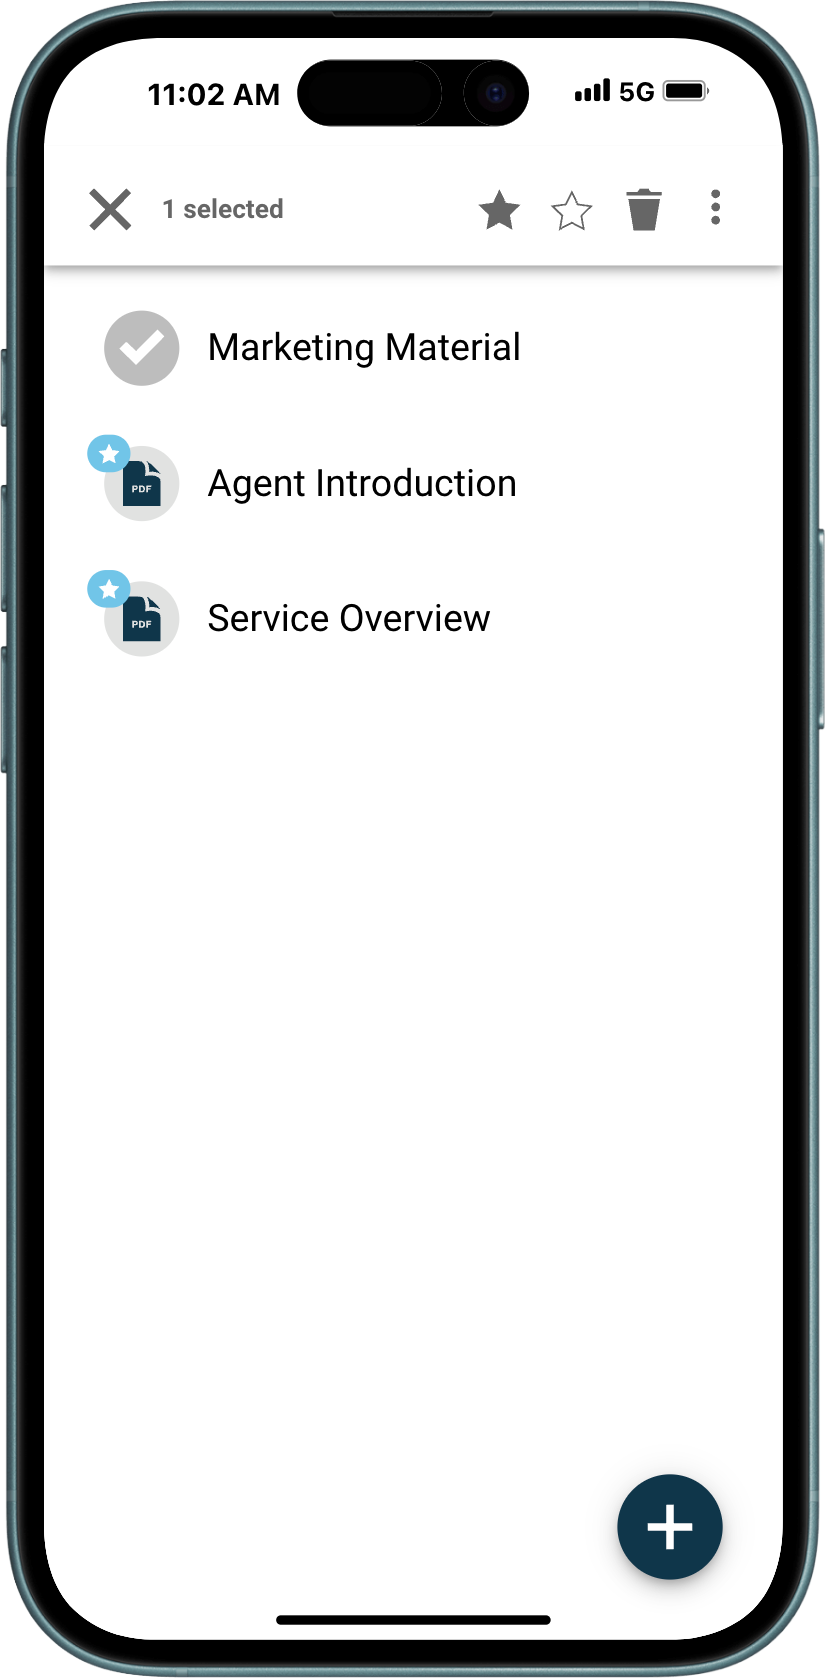 11:02 AM 5G
1 selected
Marketing Material
PDF
Agent Introduction
PDF
Service Overview